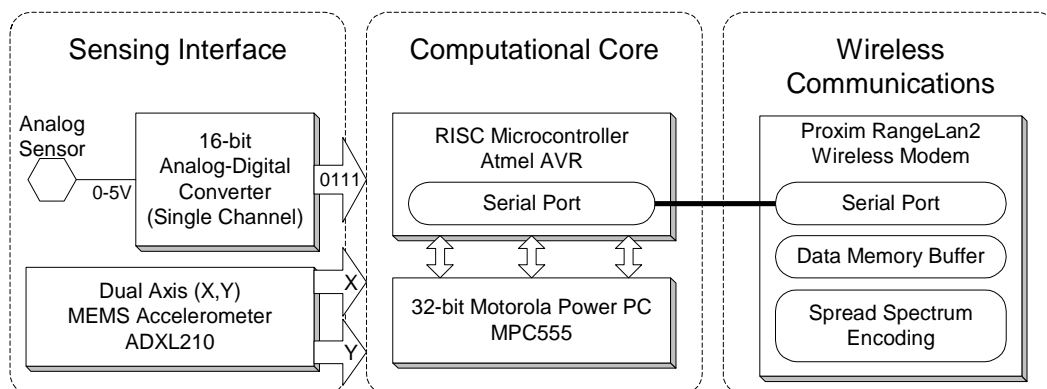 Sensing Interface
Analog
Sensor
0-5V
16-bit
Analog-Digital
Converter
(Single Channel)
0111
Dual Axis (X,Y)
MEMS Accelerometer
ADXL210
X
Y
Computational Core
RISC Microcontroller
Atmel AVR
Serial Port
32-bit Motorola Power PC
MPC555
Wireless
Communications
Proxim RangeLan2
Wireless Modem
Serial Port
Data Memory Buffer
Spread Spectrum
Encoding